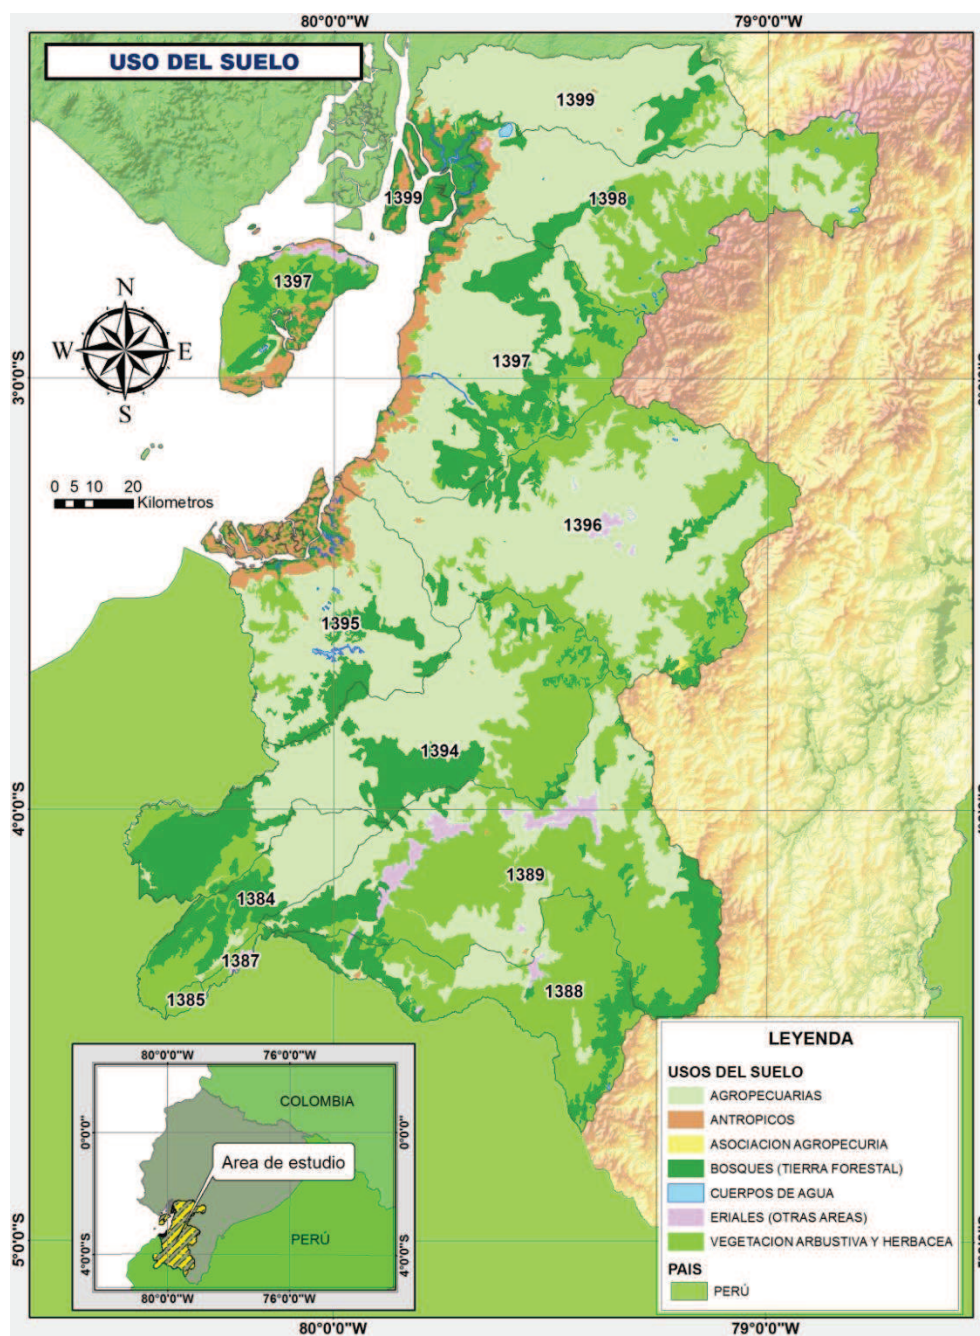 80°0'0"W
79°0'0"W
USO DEL SUELO
1399
1399
1398
1397
N
W
E
S
3°0'0"S
1397
0 5 10 20
Kilometros
1396
1395
1394
4°0'0"S
1389
1384
1387
1385
1388
80°0'0"W
76°0'0"W
COLOMBIA
0°0'0"
0°0'0"
Area de estudio
PERÚ
4°0'0"S
4°0'0"S
80°0'0"W
76°0'0"W
5°0'0"S
LEYENDA
USOS DEL SUELO
AGROPECUARIAS
ANTROPICOS
ASOCIACION AGROPECURIA
BOSQUES (TIERRA FORESTAL)
CUERPOS DE AGUA
ERIALES (OTRAS AREAS)
VEGETACION ARBUSTIVA Y HERBACEA
PAIS
PERÚ
80°0'0"W
79°0'0"W